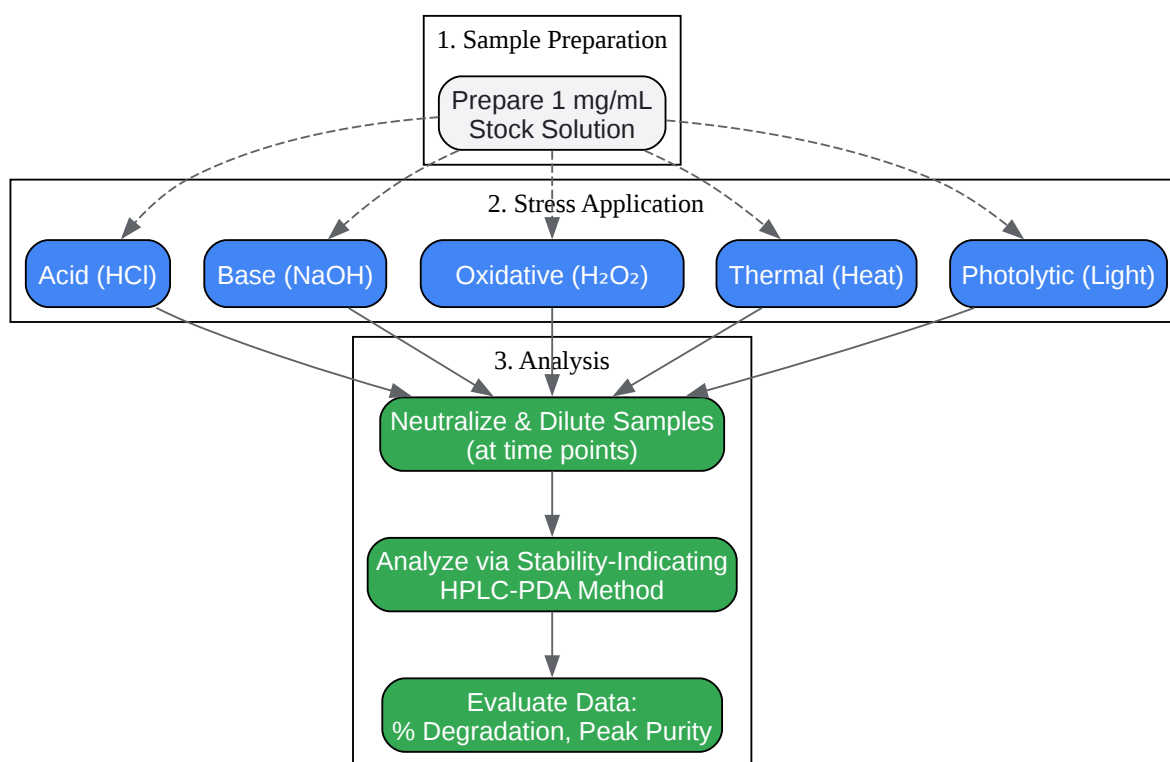 1. Sample Preparation
Prepare 1 mg/mL
Stock Solution
2. Stress Application
Acid (HCl)
Base (NaOH)
Oxidative (H₂O₂)
Thermal (Heat)
Photolytic (Light)
3. Analysis
Neutralize & Dilute Samples
(at time points)
Analyze via Stability-Indicating
HPLC-PDA Method
Evaluate Data:
% Degradation, Peak Purity